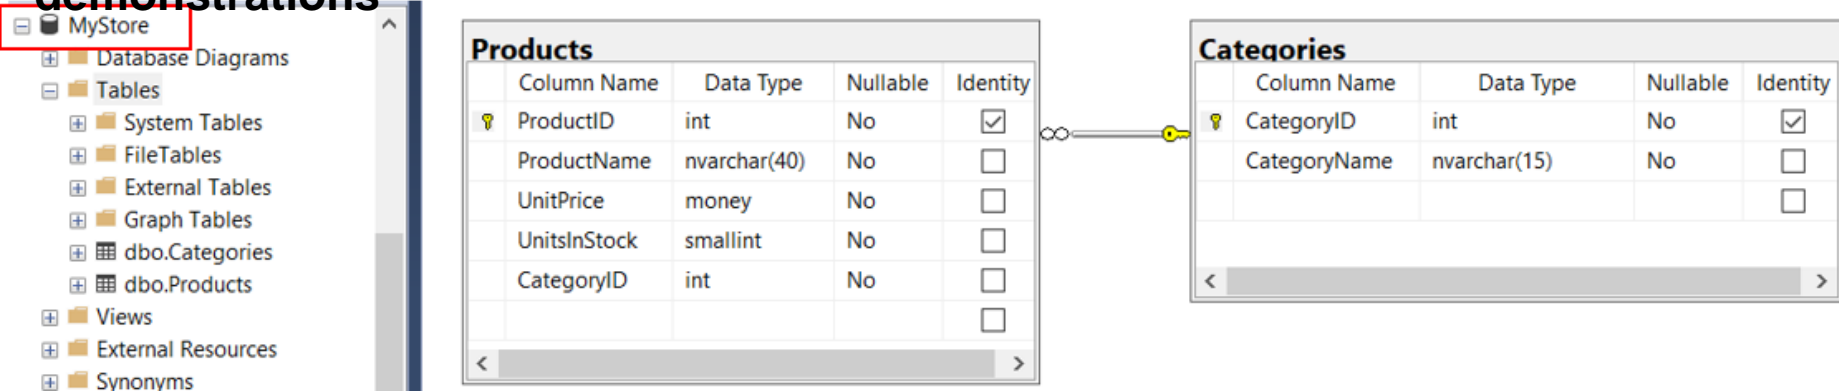 demonstrations
MyStore
Database Diagrams
Tables
System Tables
FileTables
External Tables
Graph Tables
dbo.Categories
dbo.Products
Views
External Resources
Synonyms
Products
Column Name Data Type Nullable Identity
ProductID int No
ProductName nvarchar(40) No
UnitPrice money No
UnitsInStock smallint No
CategoryID int No
Categories
Column Name Data Type Nullable Identity
CategoryID int No
CategoryName nvarchar(15) No